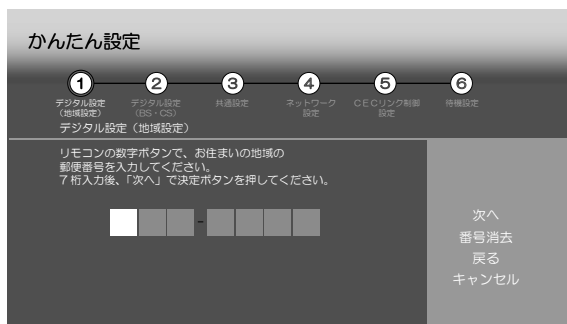 かんたん設定
① ② ③ ④ ⑤ ⑥
デジタル設定 デジタル設定 共通設定 ネットワーク CECリンク制御 待機設定
(地域設定) (BS・CS) 設定 設定
デジタル設定(地域設定)
リモコンの数字ボタンで、お住まいの地域の
郵便番号を入力してください。
7桁入力後、「次へ」で決定ボタンを押してください。
-
次へ
番号消去
戻る
キャンセル